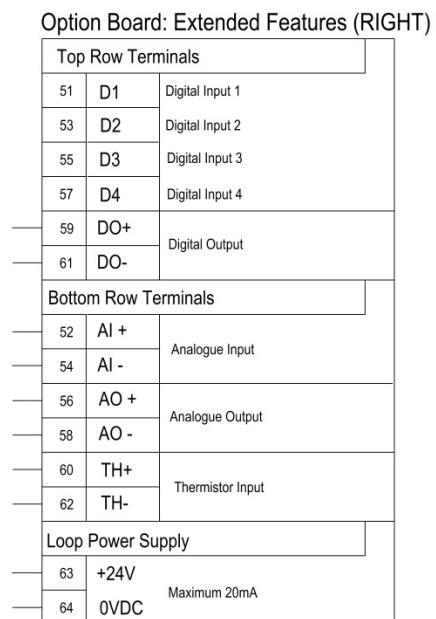 Option Board: Extended Features (RIGHT)
Top Row Terminals
51 D1 Digital Input 1
53 D2 Digital Input 2
55 D3 Digital Input 3
57 D4 Digital Input 4
59 DO+
Digital Output
61 DO-
Bottom Row Terminals
52 AI +
Analogue Input
54 AI -
56 AO +
Analogue Output
58 AO -
60 TH+
Thermistor Input
62 TH-
Loop Power Supply
63 +24V
Maximum 20mA
64 0VDC